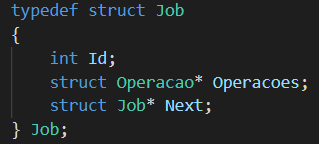 typedef struct Job
{
    int Id;
    struct Operacao* Operacoes;
    struct Job* Next;
} Job;